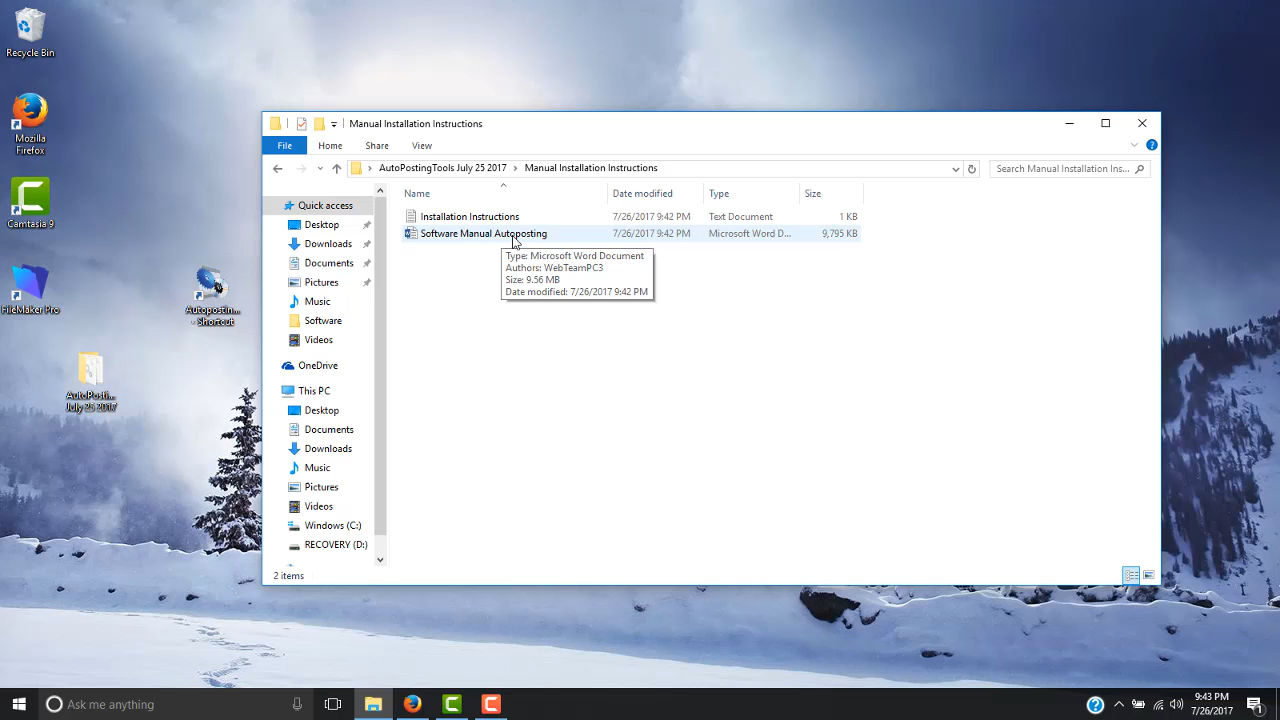 Recycle Bin
Mozilla
Firefox
Camtasia 9
FileMaker Pro
Autopostin...
- Shortcut
AutoPosti...
July 25 2017
Manual Installation Instructions
File Home Share View
AutoPostingTools July 25 2017 > Manual Installation Instructions
Search Manual Installation Ins...
Name Date modified Type Size
Installation Instructions 7/26/2017 9:42 PM Text Document 1 KB
Software Manual Autoposting 7/26/2017 9:42 PM Microsoft Word D... 9,795 KB
Type: Microsoft Word Document
Authors: WebTeamPC3
Size: 9.56 MB
Date modified: 7/26/2017 9:42 PM
Quick access
Desktop
Downloads
Documents
Pictures
Music
Software
Videos
OneDrive
This PC
Desktop
Documents
Downloads
Music
Pictures
Videos
Windows (C:)
RECOVERY (D:)
2 items
Ask me anything
9:43 PM
7/26/2017
1